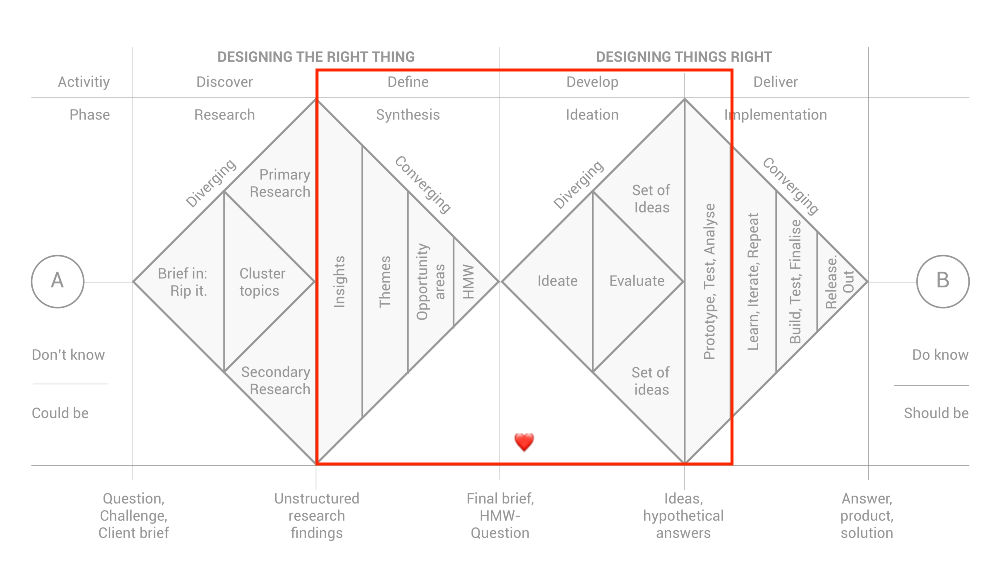 DESIGNING THE RIGHT THING
DESIGNING THINGS RIGHT
Activitiy
Discover
Define
Develop
Deliver
Phase
Research
Synthesis
Ideation
Implementation
Diverging
Primary
Research
Brief in:
Rip it.
Cluster
topics
Secondary
Research
Converging
Insights
Themes
Opportunity
areas
HMW
Diverging
Set of
Ideas
Ideate
Evaluate
Set of
ideas
Converging
Prototype, Test, Analyse
Learn, Iterate, Repeat
Build, Test, Finalise
Release.
Out
A
B
Don't know
Could be
Do know
Should be
Question,
Challenge,
Client brief
Unstructured
research
findings
Final brief,
HMW-
Question
Ideas,
hypothetical
answers
Answer,
product,
solution